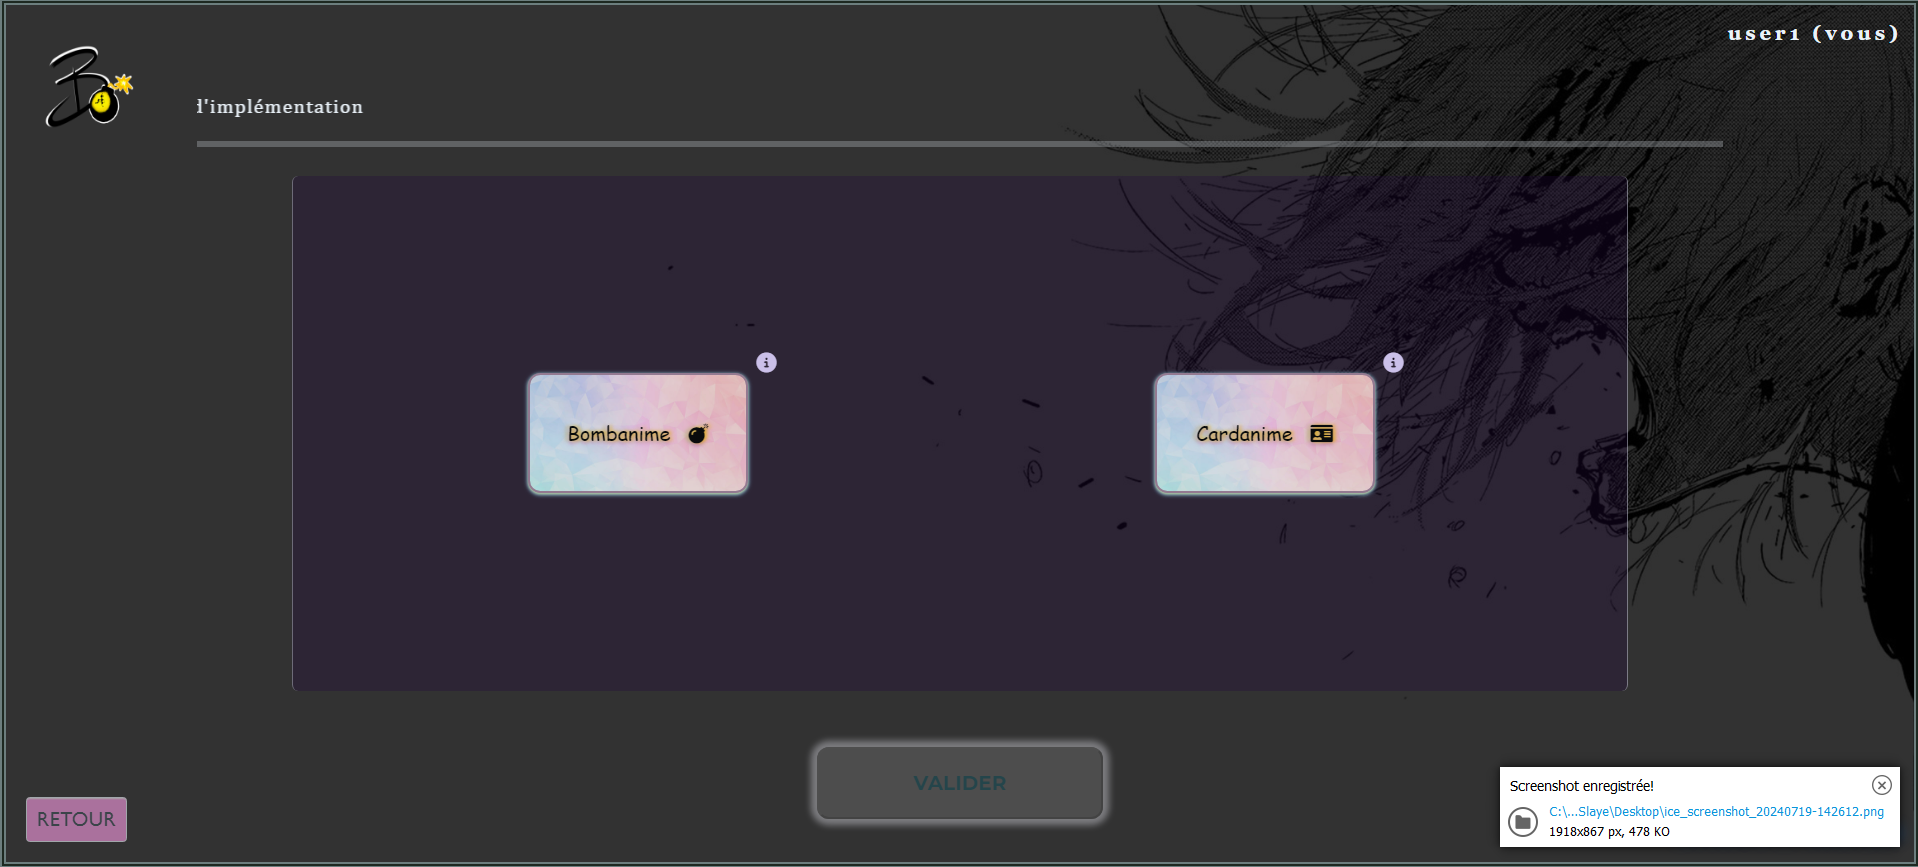 user1 (vous)
d'implémentation
Bombanime
Cardanime
VALIDER
RETOUR
Screenshot enregistrée!
C:\...Slaye\Desktop\ice_screenshot_20240719-142612.png
1918x867 px, 478 KO